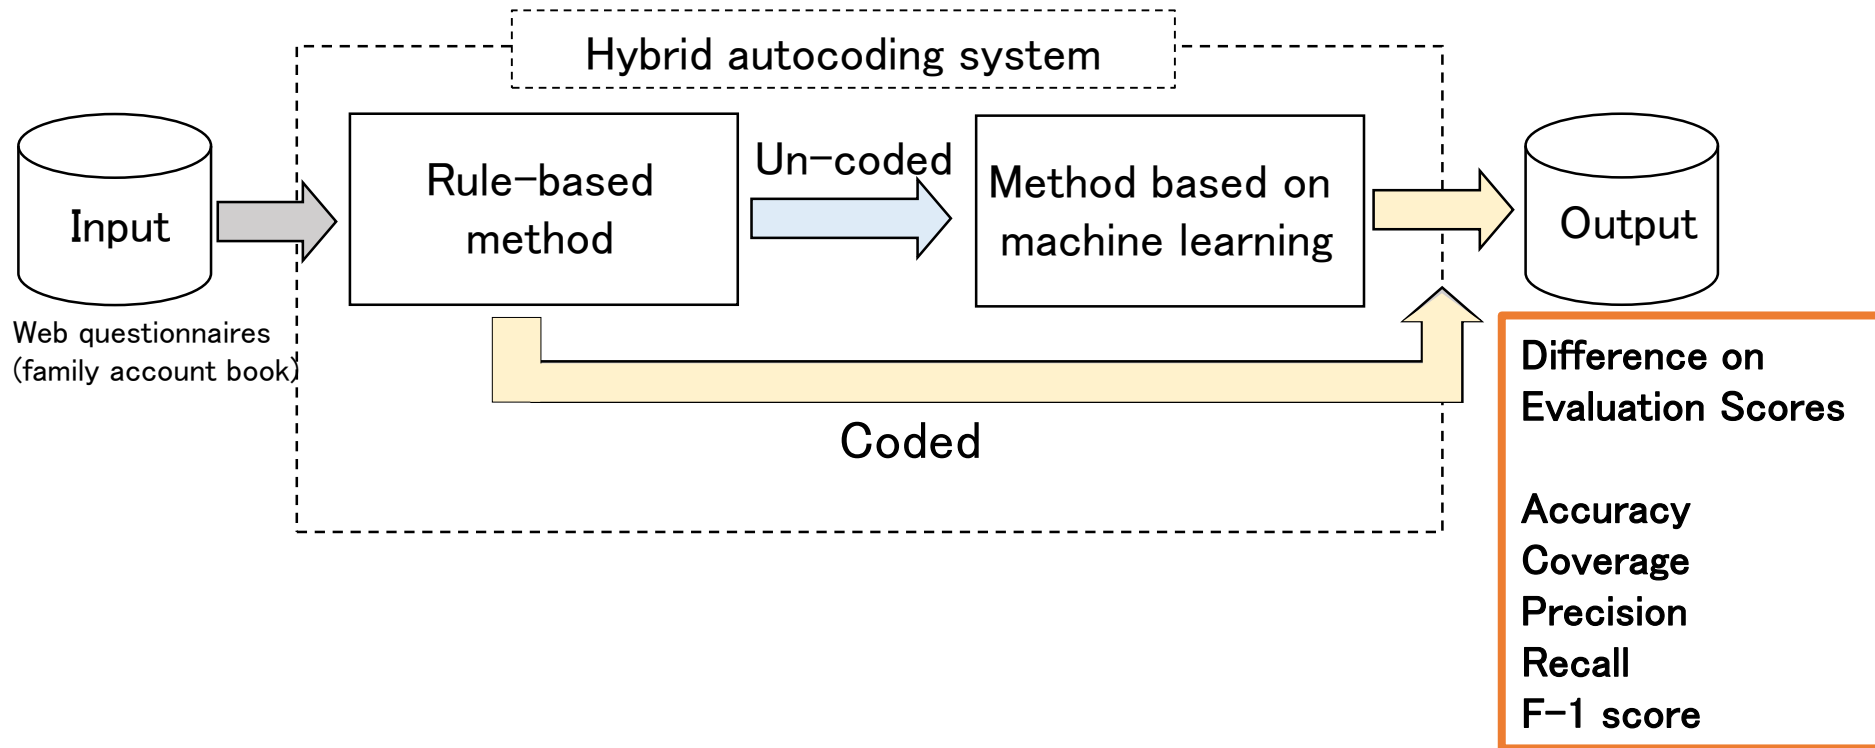 Hybrid autocoding system
Input
Web questionnaires
(family account book)
Rule-based
method
Un-coded
Method based on
machine learning
Coded
Output
Difference on
Evaluation Scores
Accuracy
Coverage
Precision
Recall
F-1 score